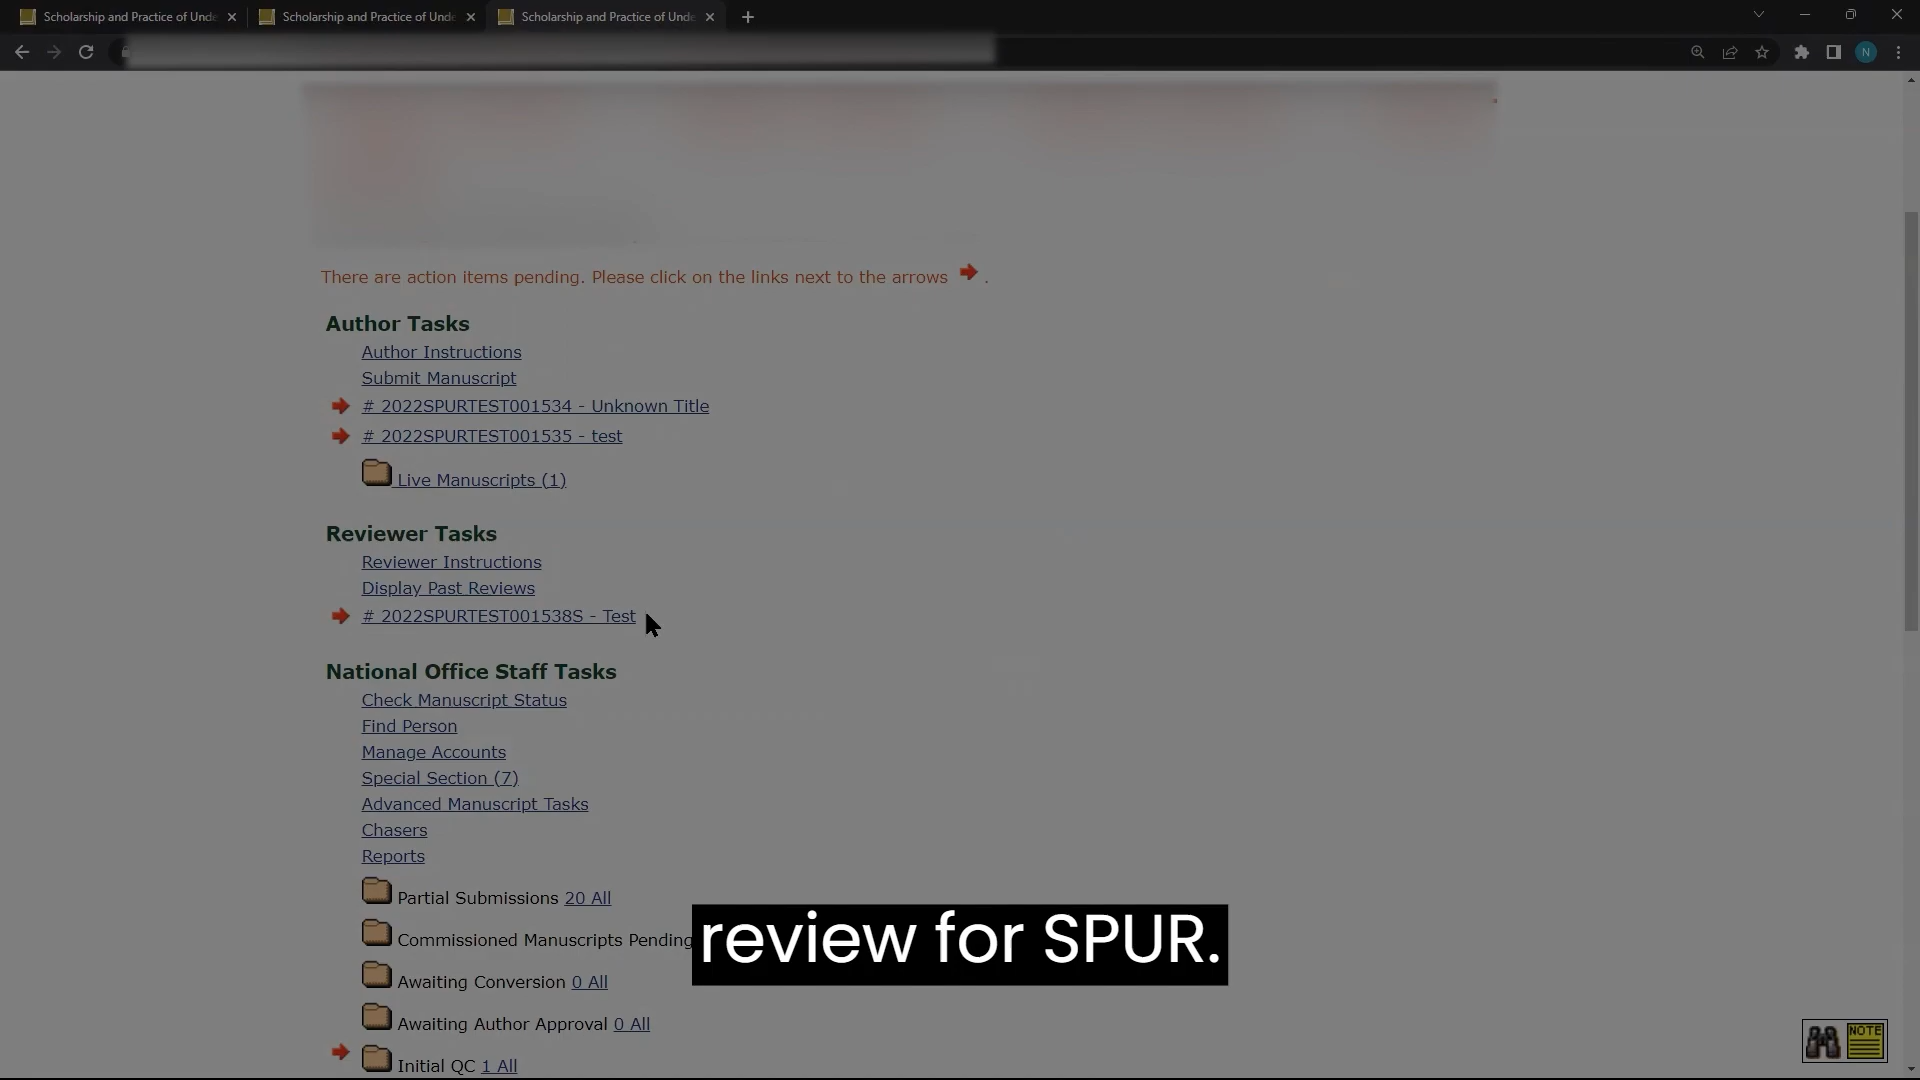 Scholarship and Practice of Unde
Scholarship and Practice of Unde
Scholarship and Practice of Unde
N
There are action items pending. Please click on the links next to the arrows .
Author Tasks
Author Instructions
Submit Manuscript
# 2022SPURTEST001534 - Unknown Title
# 2022SPURTEST001535 - test
Live Manuscripts (1)
Reviewer Tasks
Reviewer Instructions
Display Past Reviews
# 2022SPURTEST001538S - Test
National Office Staff Tasks
Check Manuscript Status
Find Person
Manage Accounts
Special Section (7)
Advanced Manuscript Tasks
Chasers
Reports
Partial Submissions 20 All
Commissioned Manuscripts Pending
review for SPUR.
Awaiting Conversion 0 All
Awaiting Author Approval 0 All
Initial QC 1 All
NOTE